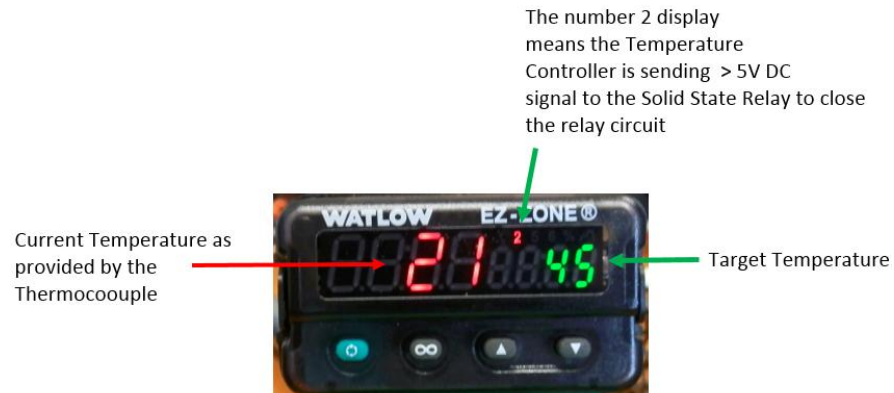 The number 2 display
means the Temperature
Controller is sending > 5V DC
signal to the Solid State Relay to close
the relay circuit
WATLOW EZ-ZONE®
2
Current Temperature as
provided by the
Thermocoouple
21
45
Target Temperature